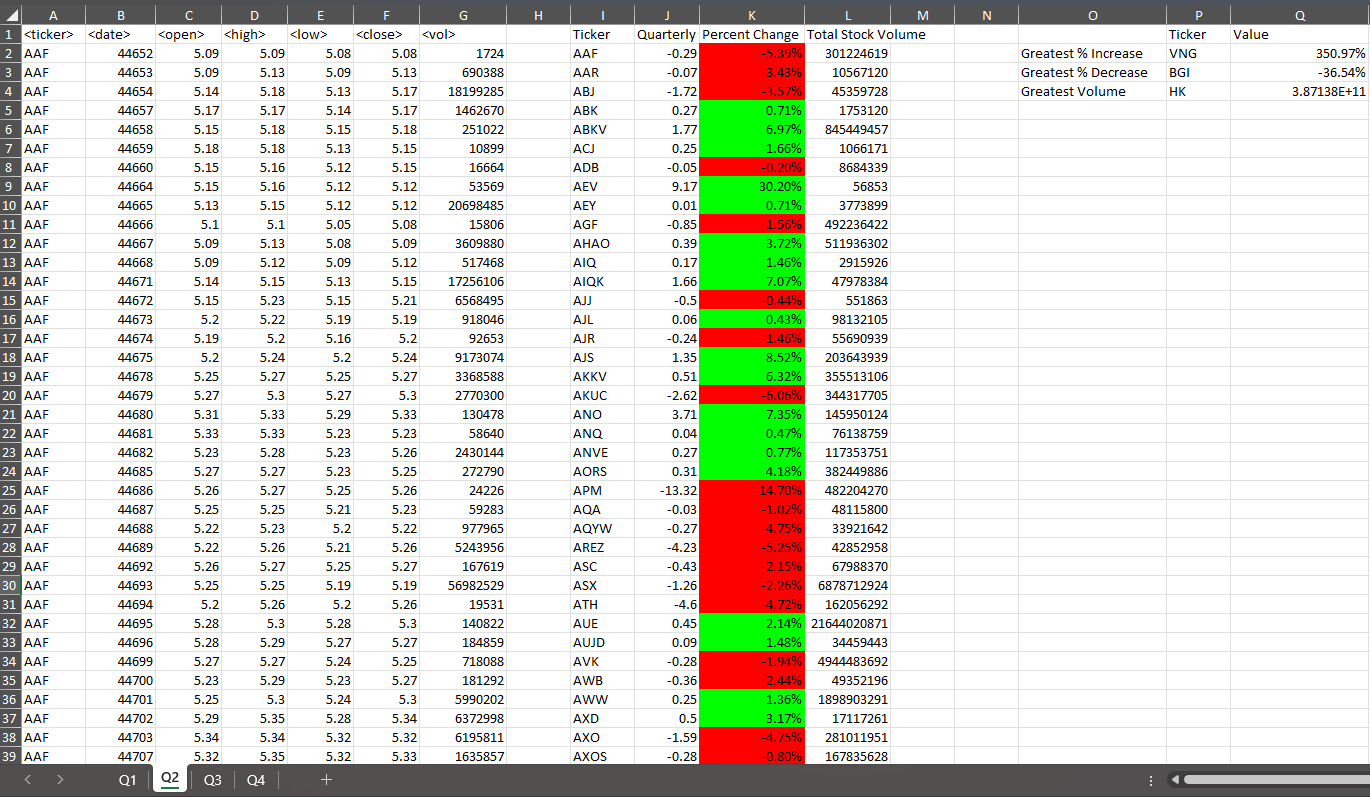 A B C D E F G H I J K L M N O P Q
1 <ticker> <date> <open> <high> <low> <close> <vol> Ticker Quarterly Percent Change Total Stock Volume Ticker Value
2 AAF 44652 5.09 5.09 5.08 5.08 1724 AAF -0.29 -5.39% 301224619 Greatest % Increase VNG 350.97%
3 AAF 44653 5.09 5.13 5.09 5.13 690388 AAR -0.07 -3.43% 10567120 Greatest % Decrease BGI -36.54%
4 AAF 44654 5.14 5.18 5.13 5.17 18199285 ABJ -1.72 -3.57% 45359728 Greatest Volume HK 3.87138E+11
5 AAF 44657 5.17 5.17 5.14 5.17 1462670 ABK 0.27 0.71% 1753120
6 AAF 44658 5.15 5.18 5.15 5.18 251022 ABKV 1.77 6.97% 845449457
7 AAF 44659 5.18 5.18 5.13 5.15 10899 ACJ 0.25 1.66% 1066171
8 AAF 44660 5.15 5.16 5.12 5.15 16664 ADB -0.05 -0.20% 8684339
9 AAF 44664 5.15 5.16 5.12 5.12 53569 AEV 9.17 30.20% 56853
10 AAF 44665 5.13 5.15 5.12 5.12 20698485 AEY 0.01 0.71% 3773899
11 AAF 44666 5.1 5.1 5.05 5.08 15806 AGF -0.85 -1.56% 492236422
12 AAF 44667 5.09 5.13 5.08 5.09 3609880 AHAO 0.39 3.72% 511936302
13 AAF 44668 5.09 5.12 5.09 5.12 517468 AIQ 0.17 1.46% 2915926
14 AAF 44671 5.14 5.15 5.13 5.15 17256106 AIQK 1.66 7.07% 47978384
15 AAF 44672 5.15 5.23 5.15 5.21 6568495 AJJ -0.5 -0.44% 551863
16 AAF 44673 5.2 5.22 5.19 5.19 918046 AJL 0.06 0.43% 98132105
17 AAF 44674 5.19 5.2 5.16 5.2 92653 AJR -0.24 -1.46% 55690939
18 AAF 44675 5.2 5.24 5.2 5.24 9173074 AJS 1.35 8.52% 203643939
19 AAF 44678 5.25 5.27 5.25 5.27 3368588 AKKV 0.51 6.32% 355513106
20 AAF 44679 5.27 5.3 5.27 5.3 2770300 AKUC -2.62 -6.06% 344317705
21 AAF 44680 5.31 5.33 5.29 5.33 130478 ANO 3.71 7.35% 145950124
22 AAF 44681 5.33 5.33 5.23 5.23 58640 ANQ 0.04 0.47% 76138759
23 AAF 44682 5.23 5.28 5.23 5.26 2430144 ANVE 0.27 0.77% 117353751
24 AAF 44685 5.27 5.27 5.23 5.25 272790 AORS 0.31 4.18% 382449886
25 AAF 44686 5.26 5.27 5.25 5.26 24226 APM -13.32 -14.70% 482204270
26 AAF 44687 5.25 5.25 5.21 5.23 59283 AQA -0.03 -1.02% 48115800
27 AAF 44688 5.22 5.23 5.2 5.22 977965 AQYW -0.27 -4.75% 33921642
28 AAF 44689 5.22 5.26 5.21 5.26 5243956 AREZ -4.23 -5.25% 42852958
29 AAF 44692 5.26 5.27 5.25 5.27 167619 ASC -0.43 -2.15% 67988370
30 AAF 44693 5.25 5.25 5.19 5.19 56982529 ASX -1.26 -2.26% 6878712924
31 AAF 44694 5.2 5.26 5.2 5.26 19531 ATH -4.6 -4.72% 162056292
32 AAF 44695 5.28 5.3 5.28 5.3 140822 AUE 0.45 2.14% 21644020871
33 AAF 44696 5.28 5.29 5.27 5.27 184859 AUJD 0.09 1.48% 34459443
34 AAF 44699 5.27 5.27 5.24 5.25 718088 AVK -0.28 -1.94% 4944483692
35 AAF 44700 5.23 5.29 5.23 5.27 181292 AWB -0.36 -2.44% 49352196
36 AAF 44701 5.25 5.3 5.24 5.3 5990202 AWW 0.25 1.36% 1898903291
37 AAF 44702 5.29 5.35 5.28 5.34 6372998 AXD 0.5 3.17% 17117261
38 AAF 44703 5.34 5.34 5.32 5.32 6195811 AXO -1.59 -4.75% 281011951
39 AAF 44707 5.32 5.35 5.32 5.33 1635857 AXOS -0.28 -0.80% 167835628
Q1 Q2 Q3 Q4